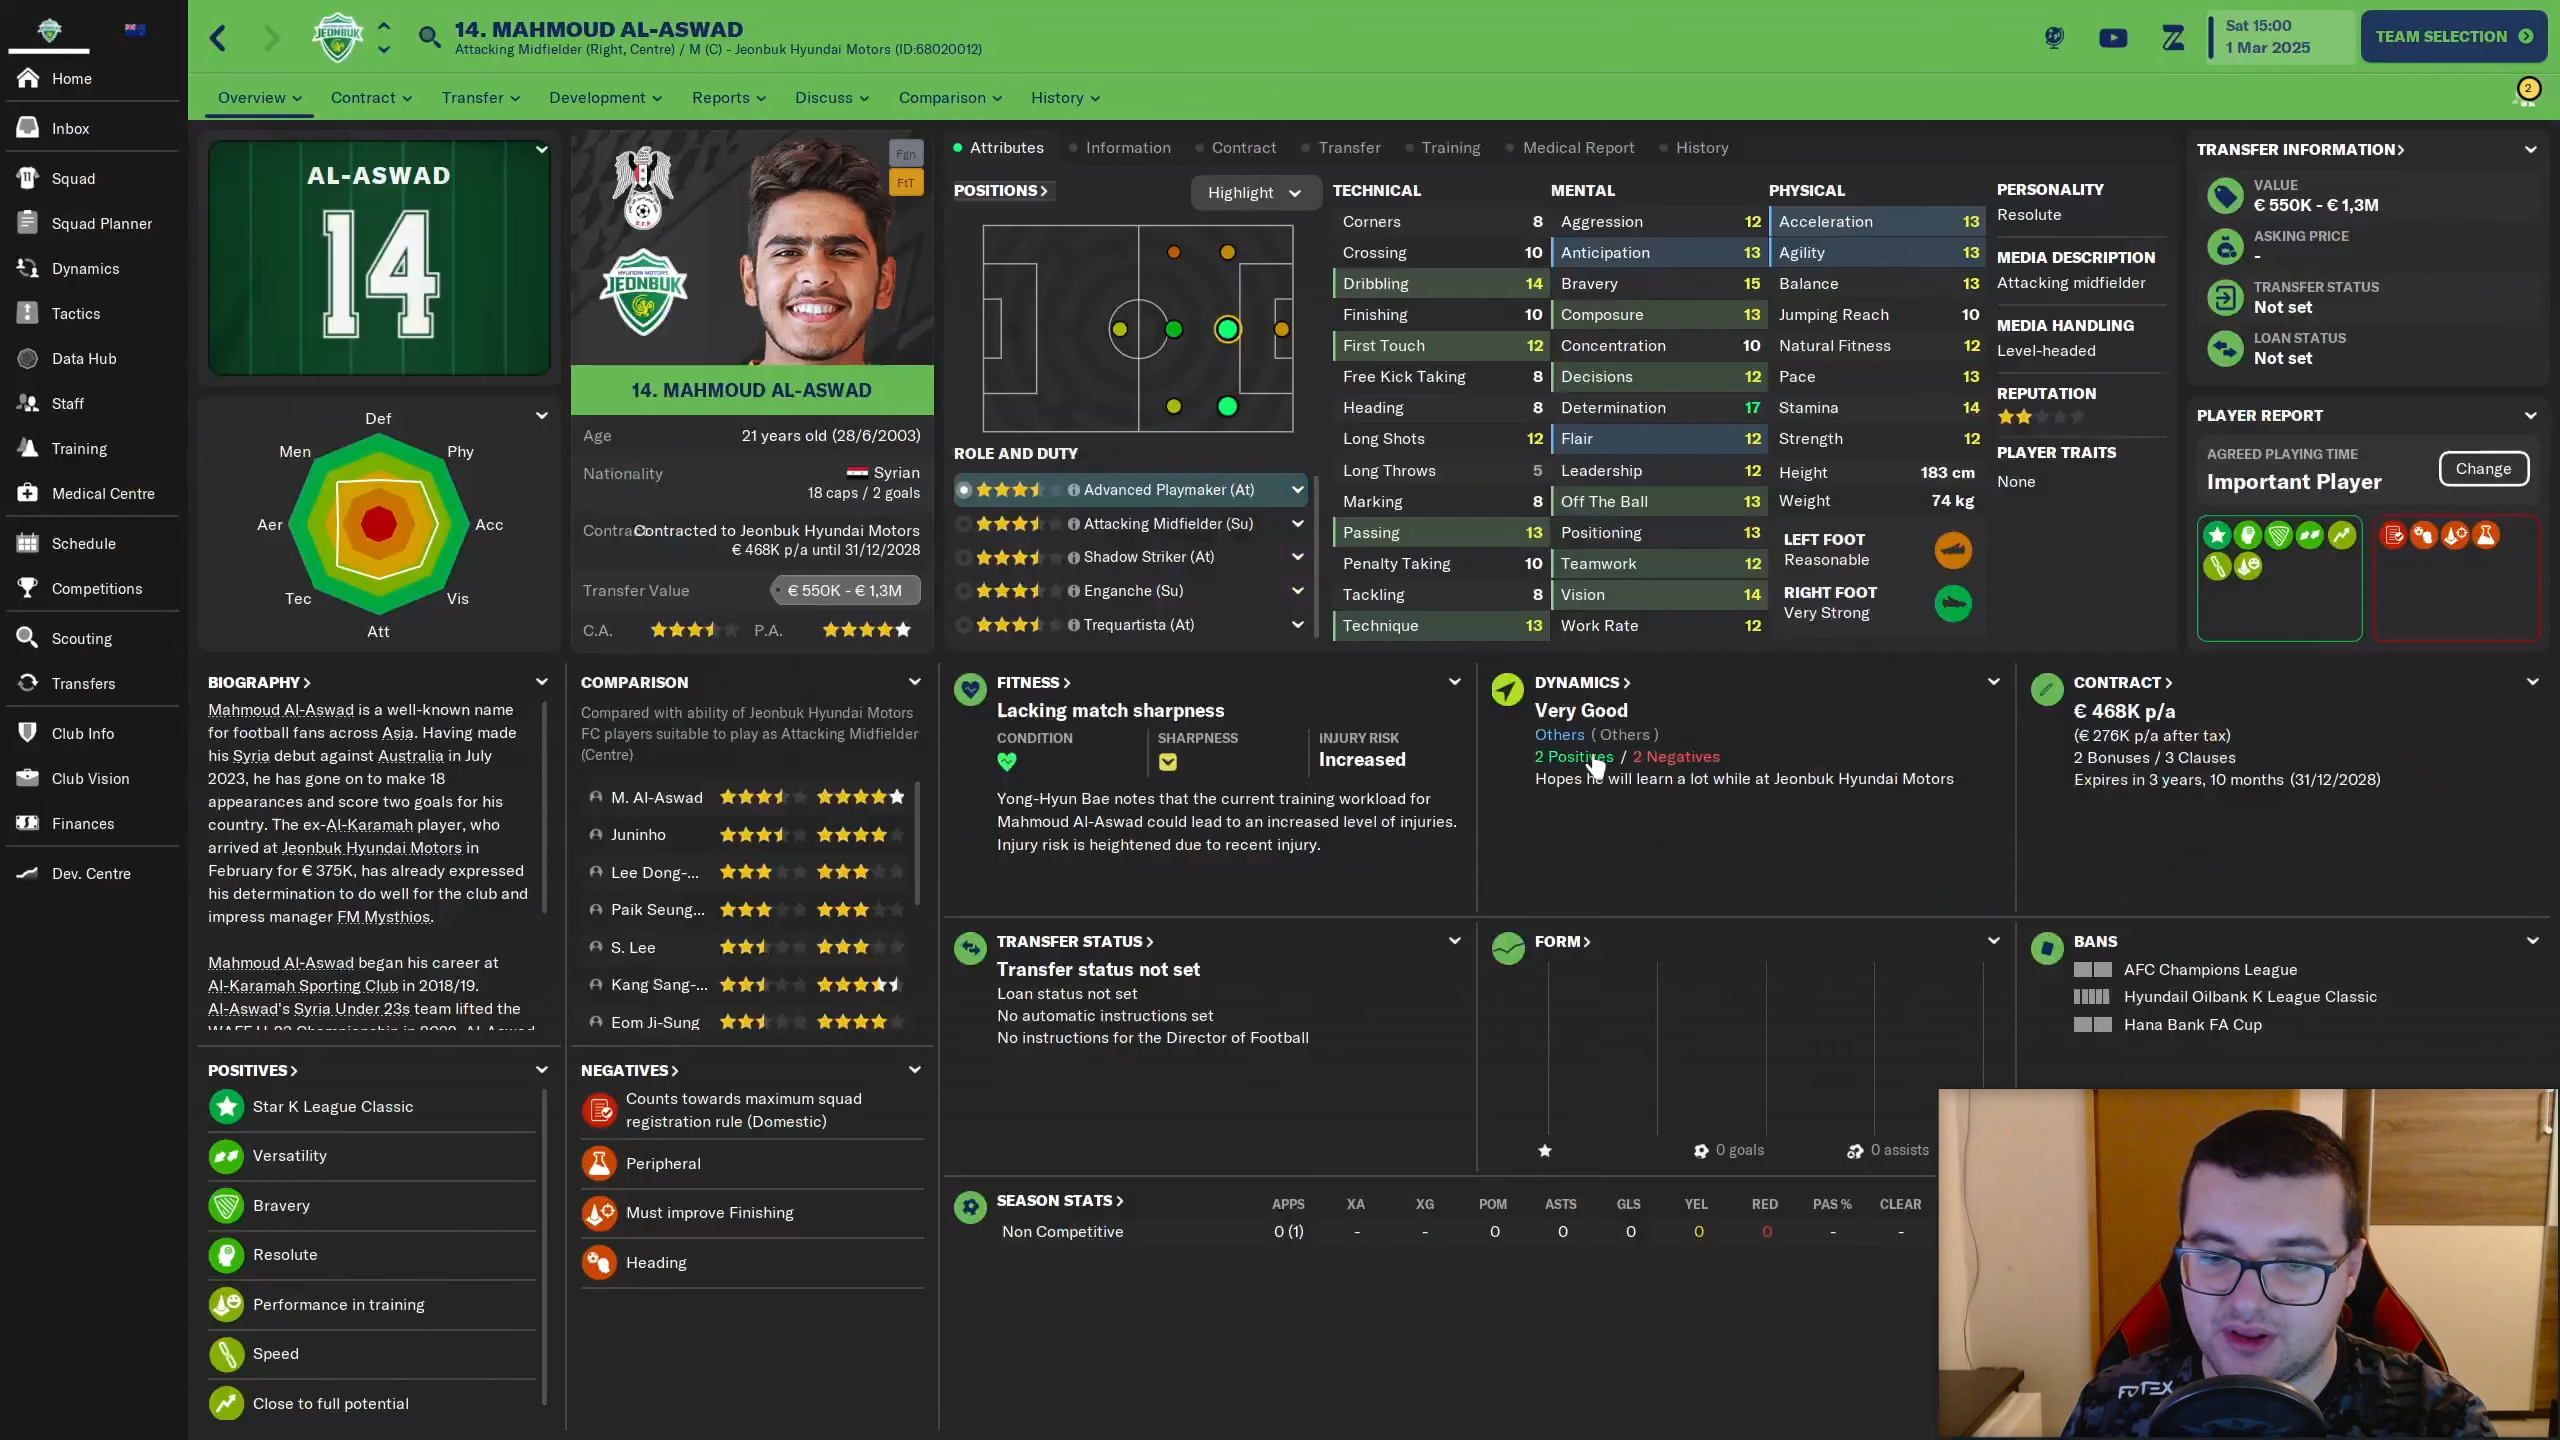 14. MAHMOUD AL-ASWAD
Attacking Midfielder (Right, Centre) / M (C) - Jeonbuk Hyundai Motors (ID:68020012)
Sat 15:00
1 Mar 2025
TEAM SELECTION
Home
Inbox
Squad
Squad Planner
Dynamics
Tactics
Data Hub
Staff
Training
Medical Centre
Schedule
Competitions
Scouting
Transfers
Club Info
Club Vision
Finances
Dev. Centre
Overview
Contract
Transfer
Development
Reports
Discuss
Comparison
History
2
AL-ASWAD
14
Def
Men
Phy
Aer
Acc
Tec
Vis
Att
Fgn
FtT
HYUNDAI MOTORS
JEONBUK
14. MAHMOUD AL-ASWAD
Age 21 years old (28/6/2003)
Nationality Syrian
18 caps / 2 goals
Contrac Contracted to Jeonbuk Hyundai Motors
€ 468K p/a until 31/12/2028
Transfer Value € 550K - € 1,3M
C.A. P.A.
Attributes
Information
Contract
Transfer
Training
Medical Report
History
POSITIONS
Highlight
ROLE AND DUTY
Advanced Playmaker (At)
Attacking Midfielder (Su)
Shadow Striker (At)
Enganche (Su)
Trequartista (At)
TECHNICAL
Corners 8
Crossing 10
Dribbling 14
Finishing 10
First Touch 12
Free Kick Taking 8
Heading 8
Long Shots 12
Long Throws 5
Marking 8
Passing 13
Penalty Taking 10
Tackling 8
Technique 13
MENTAL
Aggression 12
Anticipation 13
Bravery 15
Composure 13
Concentration 10
Decisions 12
Determination 17
Flair 12
Leadership 12
Off The Ball 13
Positioning 13
Teamwork 12
Vision 14
Work Rate 12
PHYSICAL
Acceleration 13
Agility 13
Balance 13
Jumping Reach 10
Natural Fitness 12
Pace 13
Stamina 14
Strength 12
Height 183 cm
Weight 74 kg
LEFT FOOT
Reasonable
RIGHT FOOT
Very Strong
PERSONALITY
Resolute
MEDIA DESCRIPTION
Attacking midfielder
MEDIA HANDLING
Level-headed
REPUTATION
PLAYER TRAITS
None
TRANSFER INFORMATION
VALUE
€ 550K - € 1,3M
ASKING PRICE
-
TRANSFER STATUS
Not set
LOAN STATUS
Not set
PLAYER REPORT
AGREED PLAYING TIME
Important Player
Change
BIOGRAPHY
Mahmoud Al-Aswad is a well-known name
for football fans across Asia. Having made
his Syria debut against Australia in July
2023, he has gone on to make 18
appearances and score two goals for his
country. The ex-Al-Karamah player, who
arrived at Jeonbuk Hyundai Motors in
February for € 375K, has already expressed
his determination to do well for the club and
impress manager FM Mysthios.
Mahmoud Al-Aswad began his career at
Al-Karamah Sporting Club in 2018/19.
Al-Aswad's Syria Under 23s team lifted the
COMPARISON
Compared with ability of Jeonbuk Hyundai Motors
FC players suitable to play as Attacking Midfielder
(Centre)
M. Al-Aswad
Juninho
Lee Dong-...
Paik Seung...
S. Lee
Kang Sang-...
Eom Ji-Sung
FITNESS
Lacking match sharpness
CONDITION
SHARPNESS
INJURY RISK
Increased
Yong-Hyun Bae notes that the current training workload for
Mahmoud Al-Aswad could lead to an increased level of injuries.
Injury risk is heightened due to recent injury.
DYNAMICS
Very Good
Others ( Others )
2 Positives / 2 Negatives
Hopes he will learn a lot while at Jeonbuk Hyundai Motors
CONTRACT
€ 468K p/a
(€ 276K p/a after tax)
2 Bonuses / 3 Clauses
Expires in 3 years, 10 months (31/12/2028)
TRANSFER STATUS
Transfer status not set
Loan status not set
No automatic instructions set
No instructions for the Director of Football
FORM
0 goals
0 assists
BANS
AFC Champions League
Hyundail Oilbank K League Classic
Hana Bank FA Cup
POSITIVES
Star K League Classic
Versatility
Bravery
Resolute
Performance in training
Speed
Close to full potential
NEGATIVES
Counts towards maximum squad
registration rule (Domestic)
Peripheral
Must improve Finishing
Heading
SEASON STATS APPS XA XG POM ASTS GLS YEL RED PAS % CLEAR
Non Competitive 0 (1) - - 0 0 0 0 0 - -